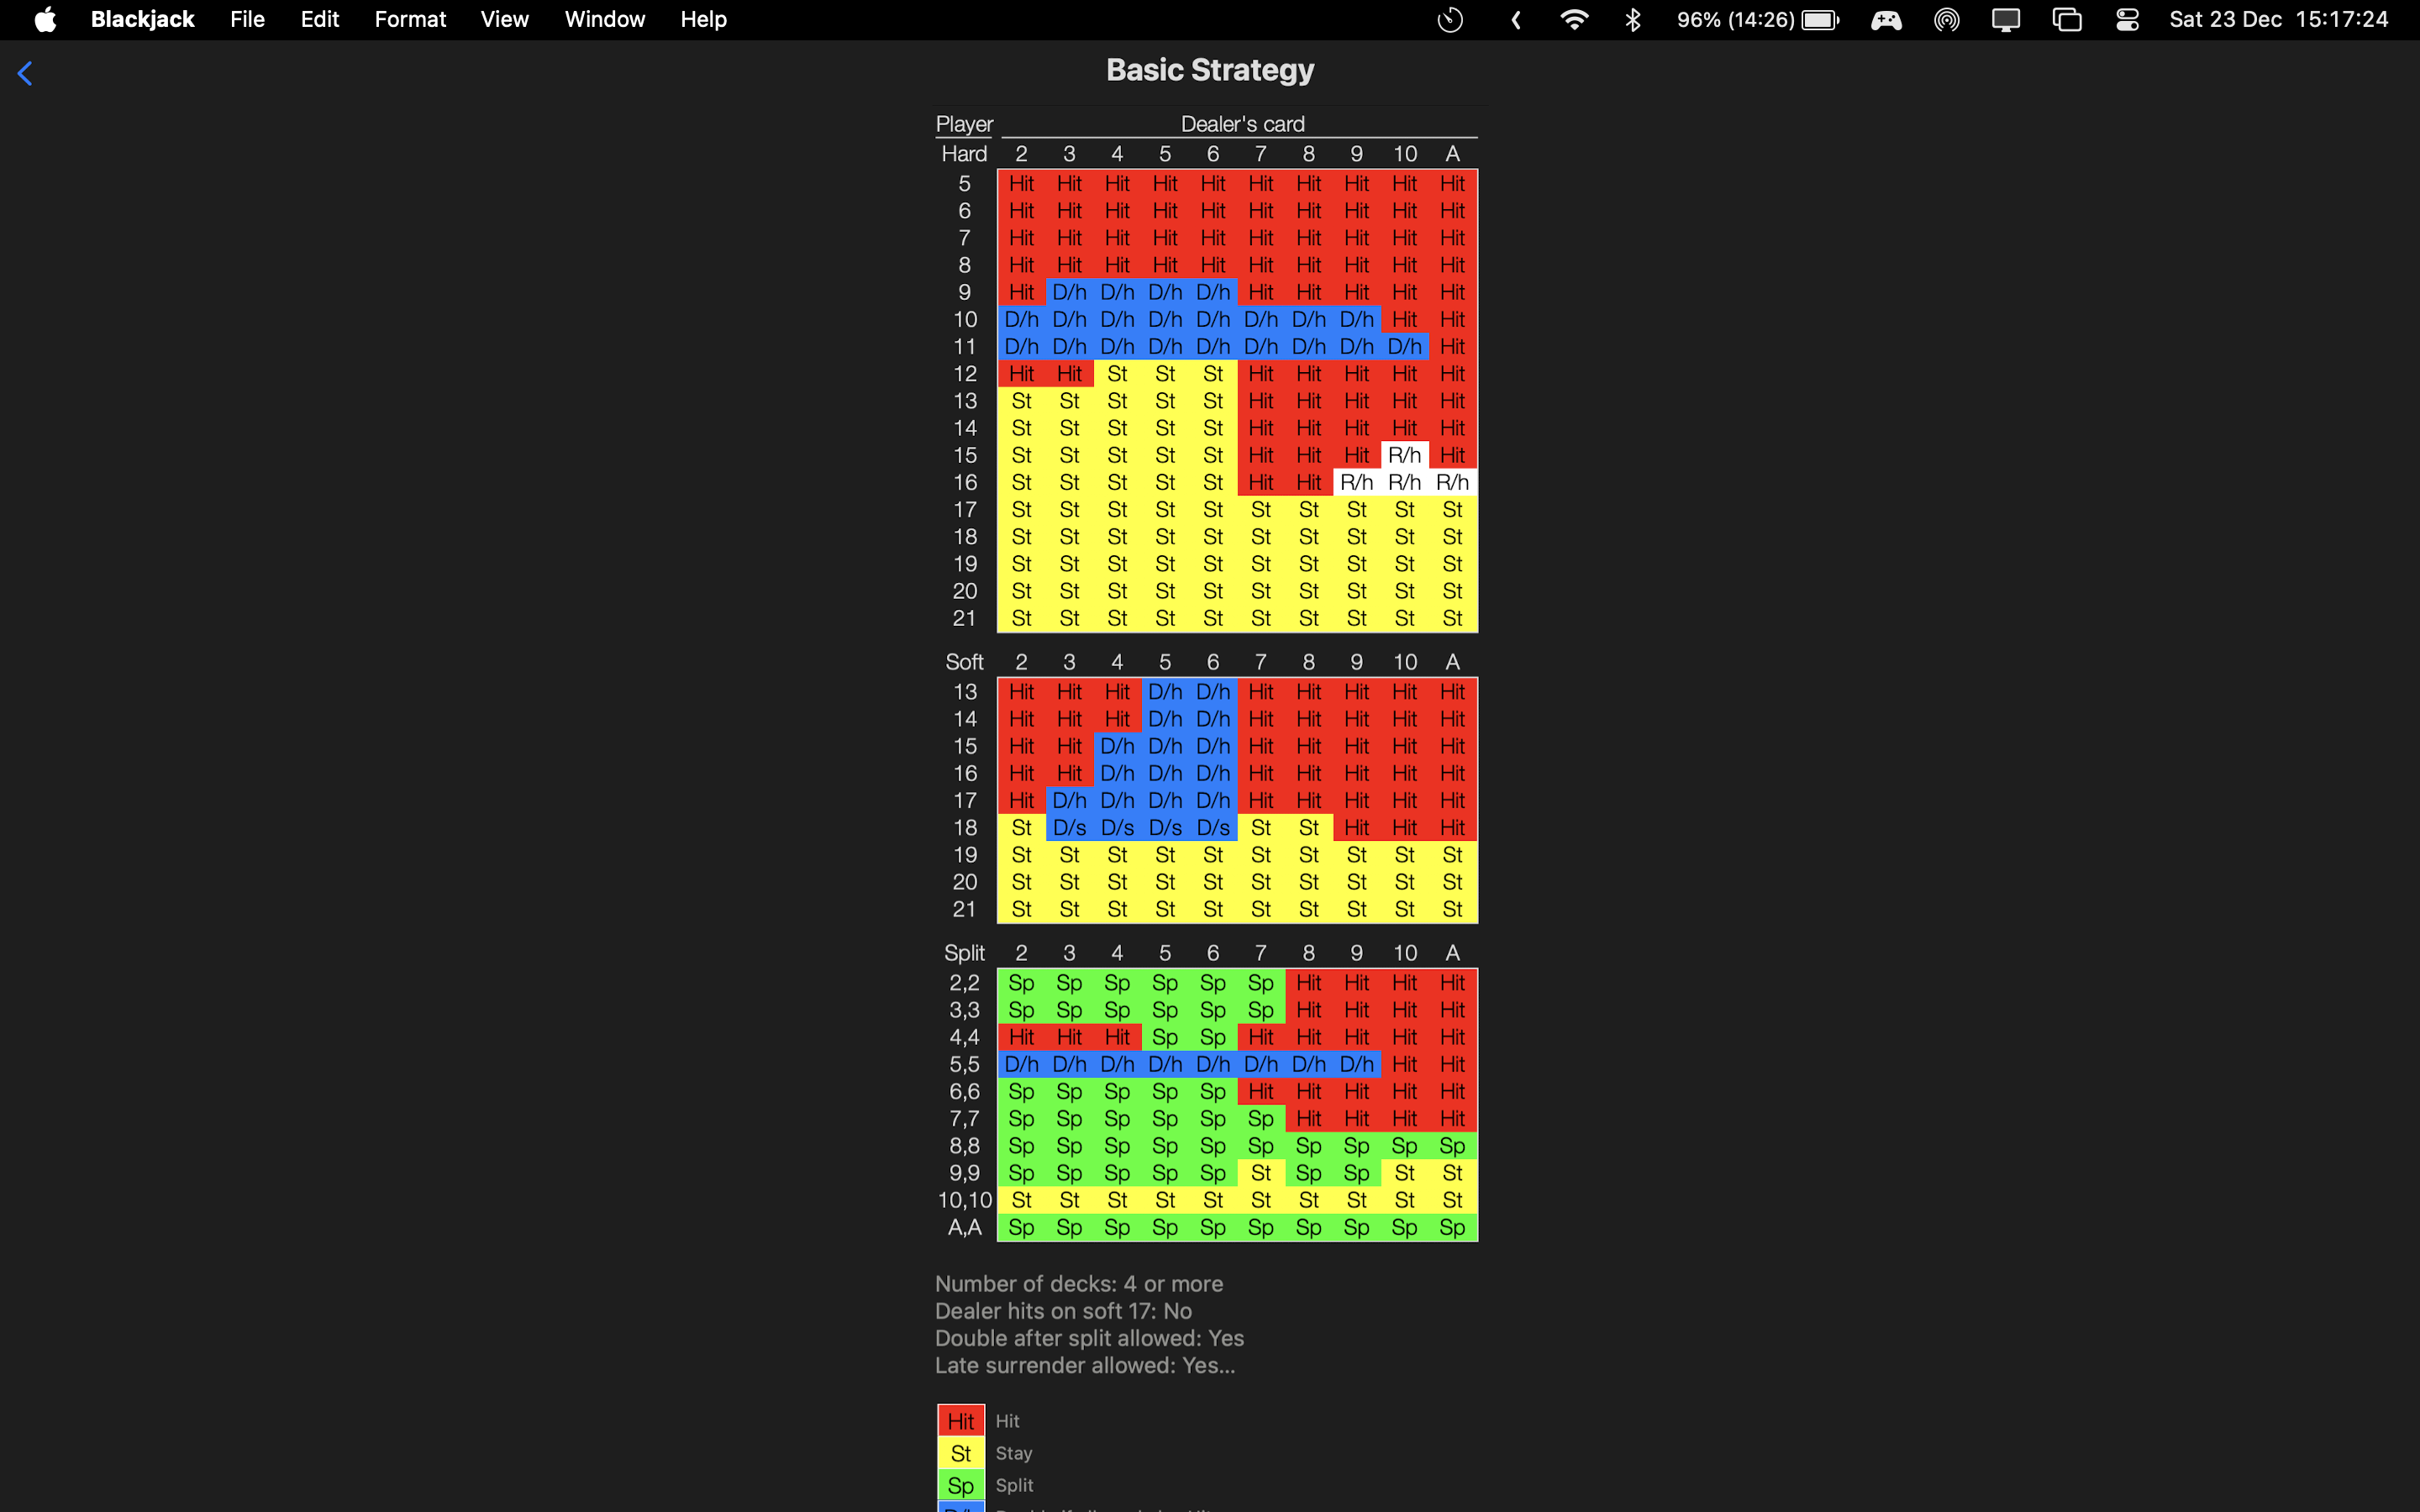 Blackjack File Edit Format View Window Help 96% (14:26) Sat 23 Dec 15:17:24
Basic Strategy
Player Dealer's card
Hard 2 3 4 5 6 7 8 9 10 A
5 Hit Hit Hit Hit Hit Hit Hit Hit Hit Hit
6 Hit Hit Hit Hit Hit Hit Hit Hit Hit Hit
7 Hit Hit Hit Hit Hit Hit Hit Hit Hit Hit
8 Hit Hit Hit Hit Hit Hit Hit Hit Hit Hit
9 Hit D/h D/h D/h D/h Hit Hit Hit Hit Hit
10 D/h D/h D/h D/h D/h D/h D/h D/h Hit Hit
11 D/h D/h D/h D/h D/h D/h D/h D/h D/h Hit
12 Hit Hit St St St Hit Hit Hit Hit Hit
13 St St St St St Hit Hit Hit Hit Hit
14 St St St St St Hit Hit Hit Hit Hit
15 St St St St St Hit Hit Hit R/h Hit
16 St St St St St Hit Hit R/h R/h R/h
17 St St St St St St St St St St
18 St St St St St St St St St St
19 St St St St St St St St St St
20 St St St St St St St St St St
21 St St St St St St St St St St
Soft 2 3 4 5 6 7 8 9 10 A
13 Hit Hit Hit D/h D/h Hit Hit Hit Hit Hit
14 Hit Hit Hit D/h D/h Hit Hit Hit Hit Hit
15 Hit Hit D/h D/h D/h Hit Hit Hit Hit Hit
16 Hit Hit D/h D/h D/h Hit Hit Hit Hit Hit
17 Hit D/h D/h D/h D/h Hit Hit Hit Hit Hit
18 St D/s D/s D/s D/s St St Hit Hit Hit
19 St St St St St St St St St St
20 St St St St St St St St St St
21 St St St St St St St St St St
Split 2 3 4 5 6 7 8 9 10 A
2,2 Sp Sp Sp Sp Sp Sp Hit Hit Hit Hit
3,3 Sp Sp Sp Sp Sp Sp Hit Hit Hit Hit
4,4 Hit Hit Hit Sp Sp Hit Hit Hit Hit Hit
5,5 D/h D/h D/h D/h D/h D/h D/h D/h Hit Hit
6,6 Sp Sp Sp Sp Sp Hit Hit Hit Hit Hit
7,7 Sp Sp Sp Sp Sp Sp Hit Hit Hit Hit
8,8 Sp Sp Sp Sp Sp Sp Sp Sp Sp Sp
9,9 Sp Sp Sp Sp Sp St Sp Sp St St
10,10 St St St St St St St St St St
A,A Sp Sp Sp Sp Sp Sp Sp Sp Sp Sp
Number of decks: 4 or more
Dealer hits on soft 17: No
Double after split allowed: Yes
Late surrender allowed: Yes...
Hit Hit
St Stay
Sp Split